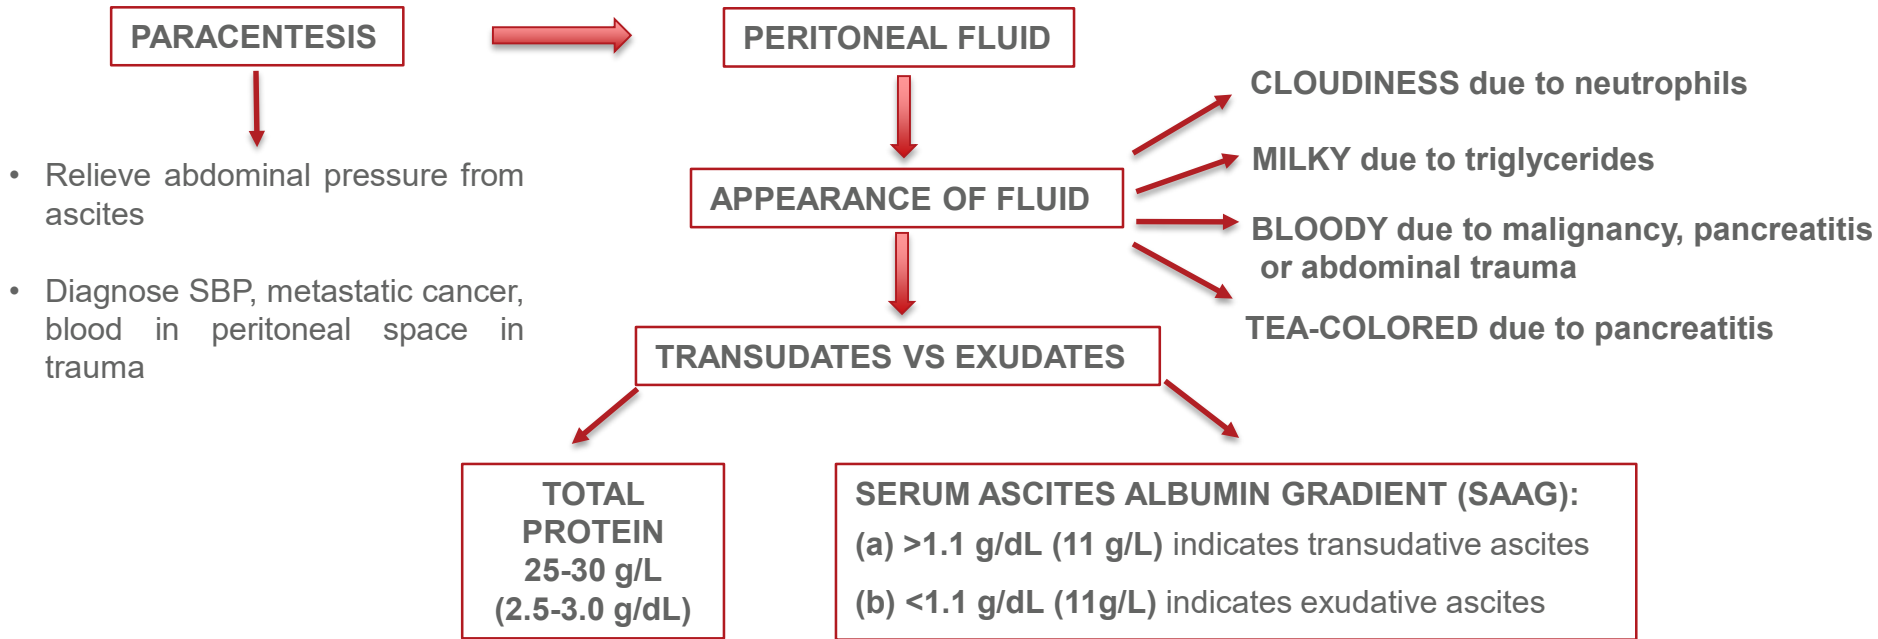 PARACENTESIS
• Relieve abdominal pressure from
ascites
• Diagnose SBP, metastatic cancer,
blood in peritoneal space in
trauma
PERITONEAL FLUID
APPEARANCE OF FLUID
CLOUDINESS due to neutrophils
MILKY due to triglycerides
BLOODY due to malignancy, pancreatitis
or abdominal trauma
TEA-COLORED due to pancreatitis
TRANSUDATES VS EXUDATES
TOTAL
PROTEIN
25-30 g/L
(2.5-3.0 g/dL)
SERUM ASCITES ALBUMIN GRADIENT (SAAG):
(a) >1.1 g/dL (11 g/L) indicates transudative ascites
(b) <1.1 g/dL (11g/L) indicates exudative ascites